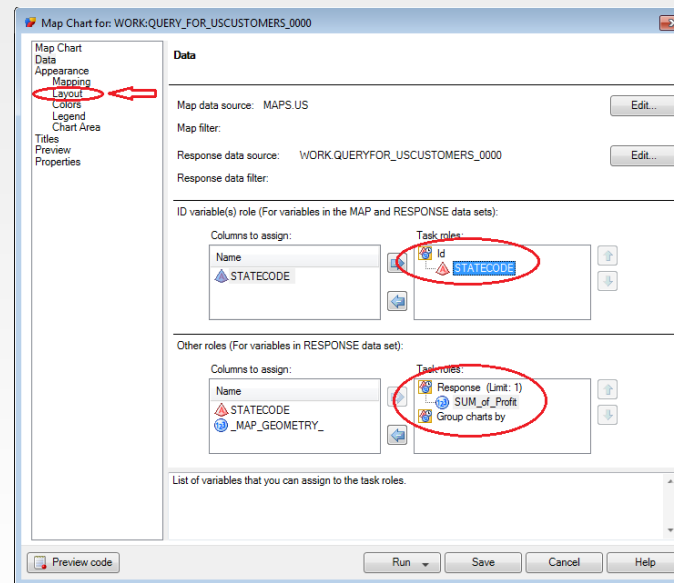 Map Chart for: WORK:QUERY_FOR_USCUSTOMERS_0000
Map Chart
Data
Appearance
Mapping
Layout
Colors
Legend
Chart Area
Titles
Preview
Properties
Data
Map data source: MAPS.US
Edit...
Map filter:
Response data source: WORK.QUERYFOR_USCUSTOMERS_0000
Edit...
Response data filter:
ID variable(s) role (For variables in the MAP and RESPONSE data sets):
Columns to assign:
Task roles:
Name
Id
STATECODE
STATECODE
Other roles (For variables in RESPONSE data set):
Columns to assign:
Task roles:
Name
Response (Limit: 1)
SUM_of_Profit
STATECODE
Group charts by
_MAP_GEOMETRY_
List of variables that you can assign to the task roles.
Preview code
Run
Save
Cancel
Help